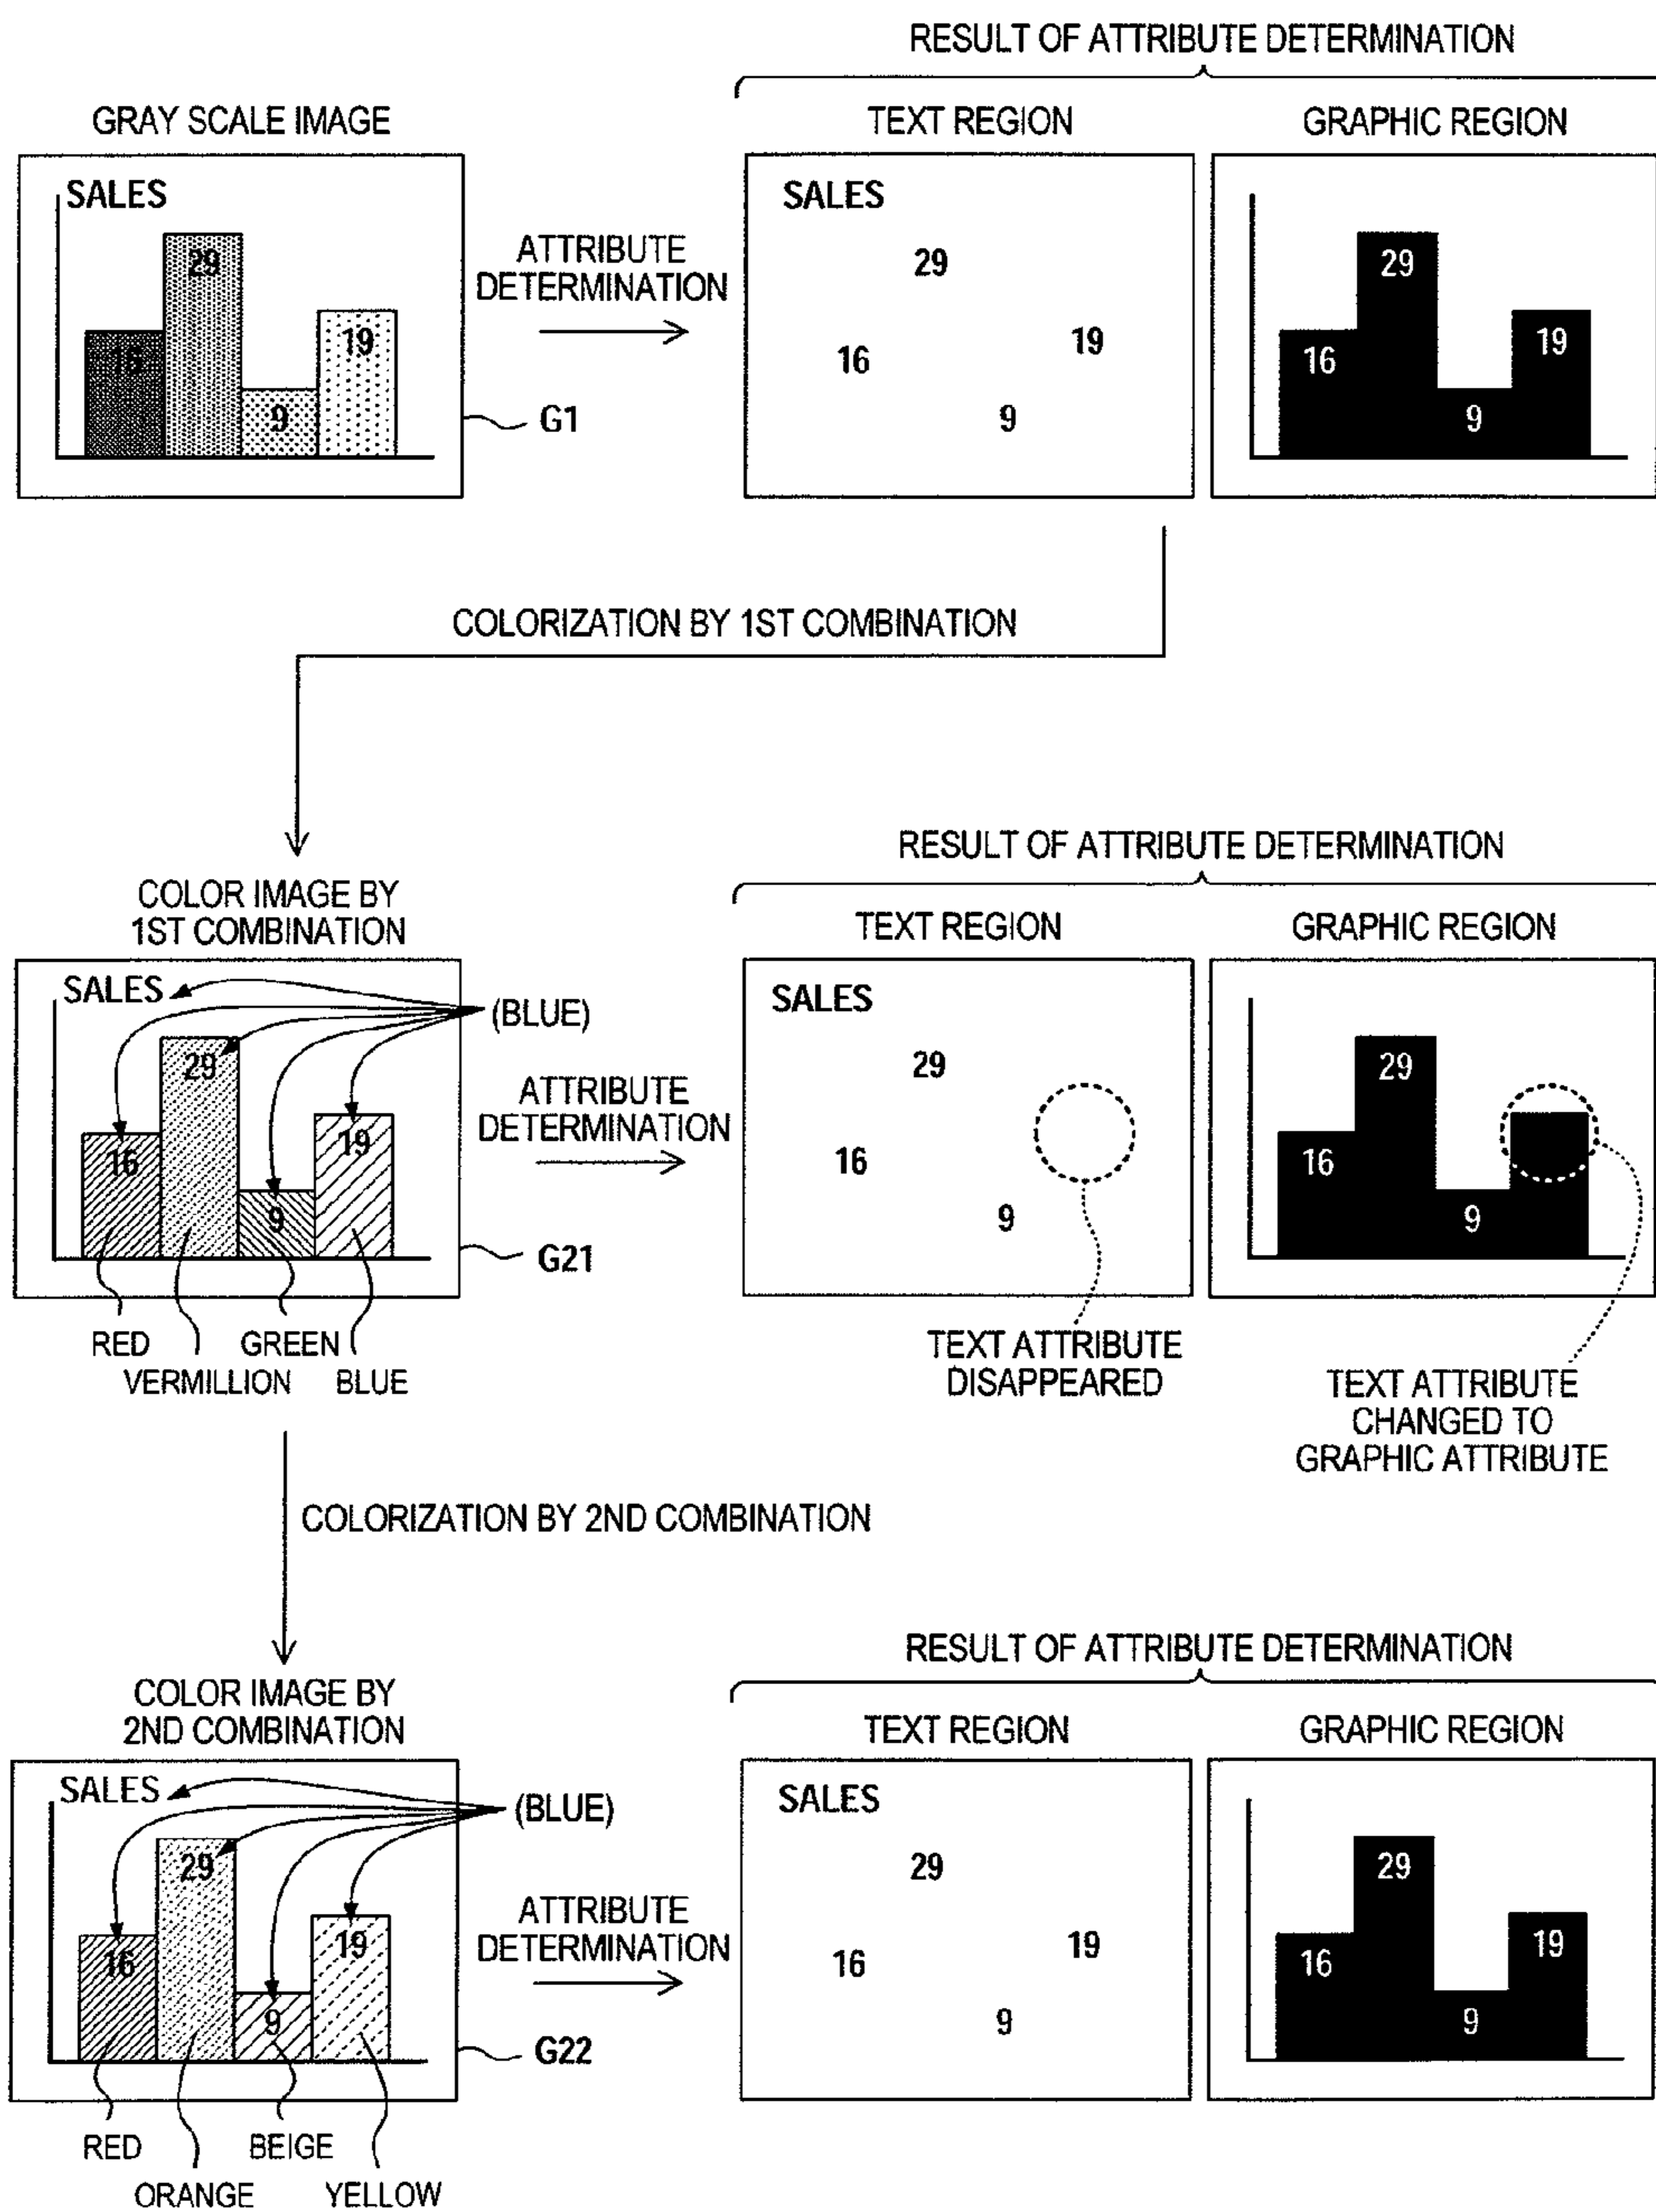 RESULT OF ATTRIBUTE DETERMINATION
GRAY SCALE IMAGE
TEXT REGION
GRAPHIC REGION
SALES
29
16
19
9
G1
ATTRIBUTE
DETERMINATION
SALES
29
16
19
9
29
16
19
9
COLORIZATION BY 1ST COMBINATION
RESULT OF ATTRIBUTE DETERMINATION
COLOR IMAGE BY
1ST COMBINATION
TEXT REGION
GRAPHIC REGION
SALES
(BLUE)
29
16
19
9
G21
RED
VERMILLION
GREEN
BLUE
ATTRIBUTE
DETERMINATION
SALES
29
16
9
TEXT ATTRIBUTE
DISAPPEARED
29
16
9
TEXT ATTRIBUTE
CHANGED TO
GRAPHIC ATTRIBUTE
COLORIZATION BY 2ND COMBINATION
RESULT OF ATTRIBUTE DETERMINATION
COLOR IMAGE BY
2ND COMBINATION
TEXT REGION
GRAPHIC REGION
SALES
(BLUE)
29
16
19
9
G22
RED
ORANGE
BEIGE
YELLOW
ATTRIBUTE
DETERMINATION
SALES
29
16
19
9
29
16
19
9